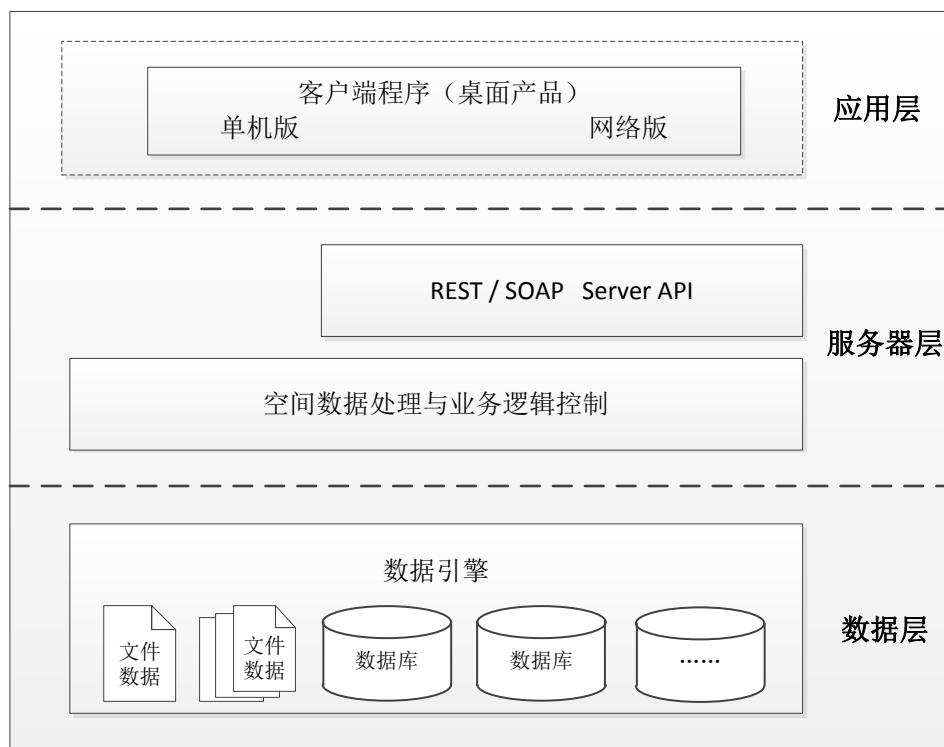 客户端程序（桌面产品）
单机版 网络版
应用层
REST / SOAP Server API
服务器层
空间数据处理与业务逻辑控制
数据引擎
文件
数据
文件
数据
数据库
数据库
……
数据层